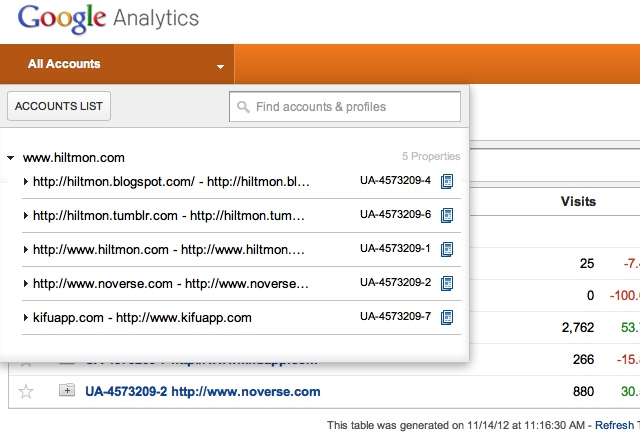 Google Analytics
All Accounts
ACCOUNTS LIST
Find accounts & profiles
www.hiltmon.com 5 Properties
http://hiltmon.blogspot.com/ - http://hiltmon.bl... UA-4573209-4
http://hiltmon.tumblr.com - http://hiltmon.tum... UA-4573209-6
Visits
http://www.hiltmon.com - http://www.hiltmon.... UA-4573209-1
25 -7.
http://www.noverse.com - http://www.noverse... UA-4573209-2
0 -100.
kifuapp.com - http://www.kifuapp.com UA-4573209-7
2,762 53.
266 -15.
UA-4573209-2 http://www.noverse.com 880 30.
This table was generated on 11/14/12 at 11:16:30 AM - Refresh